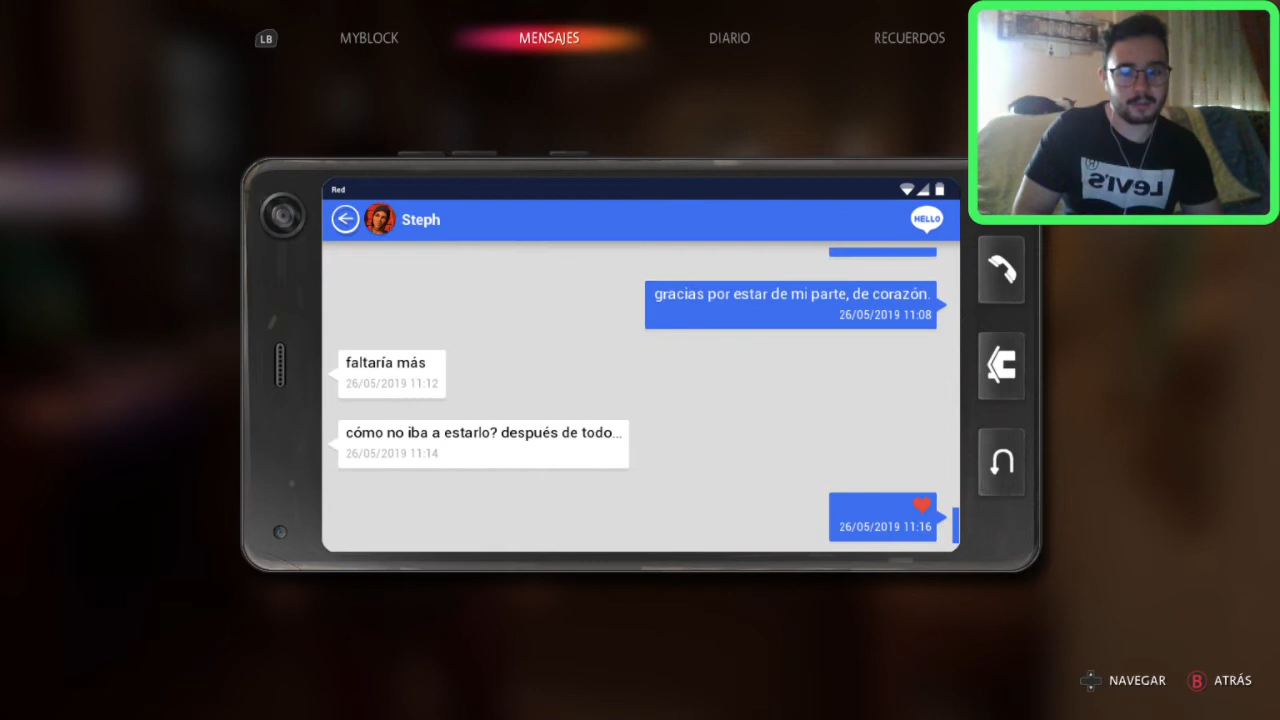 LB
MYBLOCK
MENSAJES
DIARIO
RECUERDOS
Red
Steph
HELLO
gracias por estar de mi parte, de corazón.
26/05/2019 11:08
faltaría más
26/05/2019 11:12
cómo no iba a estarlo? después de todo...
26/05/2019 11:14
26/05/2019 11:16
LEVI'S
NAVEGAR
B ATRÁS